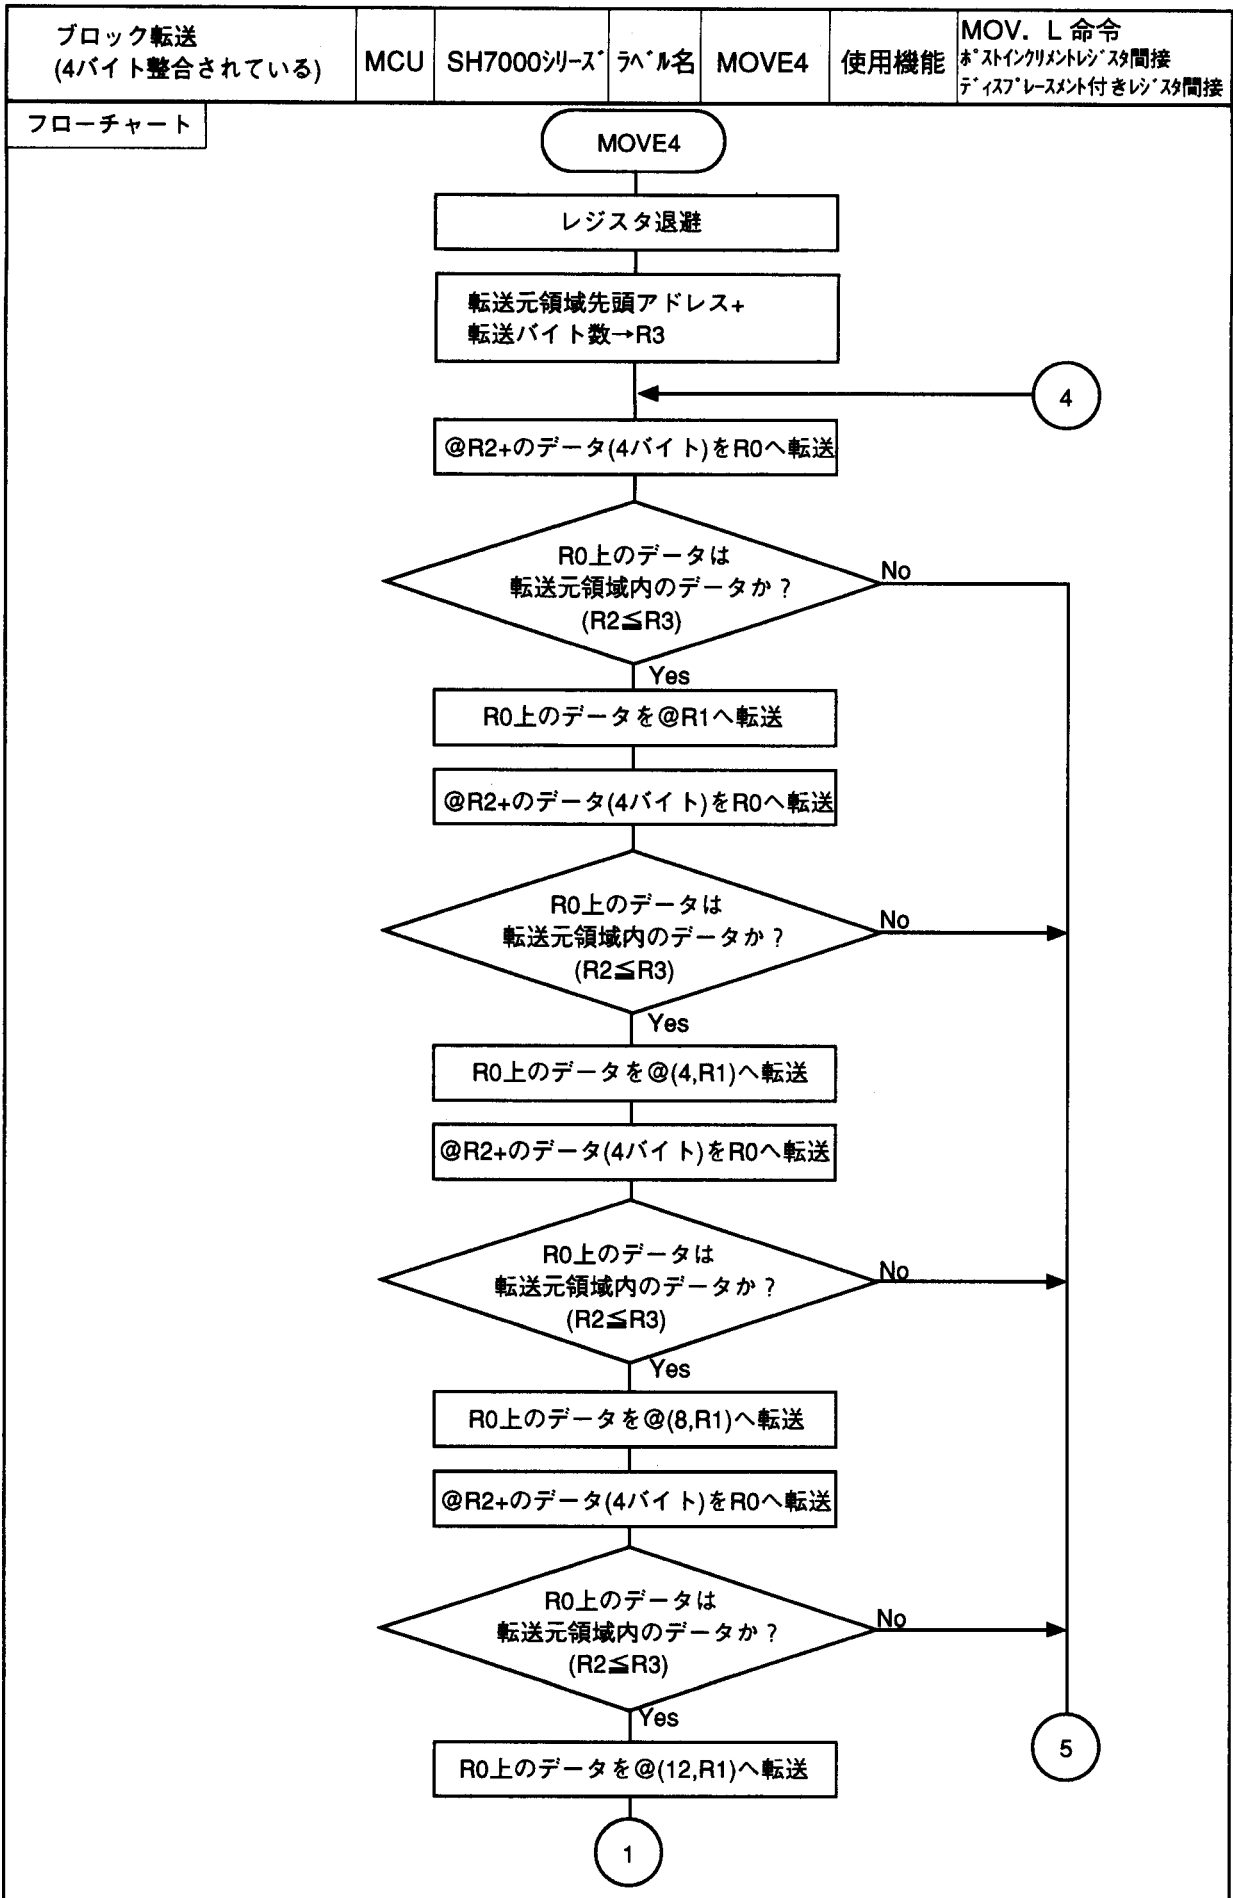 ブロック転送
(4バイト整合されている)
MCU
SH7000シリーズ
ラベル名
MOVE4
使用機能
MOV. L 命令
ポストインクリメントレジスタ間接
ディスプレースメント付きレジスタ間接
フローチャート
MOVE4
レジスタ退避
転送元領域先頭アドレス+
転送バイト数→R3
4
@R2+のデータ(4バイト)をR0へ転送
R0上のデータは
転送元領域内のデータか?
(R2≦R3)
No
Yes
R0上のデータを@R1へ転送
@R2+のデータ(4バイト)をR0へ転送
R0上のデータは
転送元領域内のデータか?
(R2≦R3)
No
Yes
R0上のデータを@(4,R1)へ転送
@R2+のデータ(4バイト)をR0へ転送
R0上のデータは
転送元領域内のデータか?
(R2≦R3)
No
Yes
R0上のデータを@(8,R1)へ転送
@R2+のデータ(4バイト)をR0へ転送
R0上のデータは
転送元領域内のデータか?
(R2≦R3)
No
Yes
R0上のデータを@(12,R1)へ転送
5
1